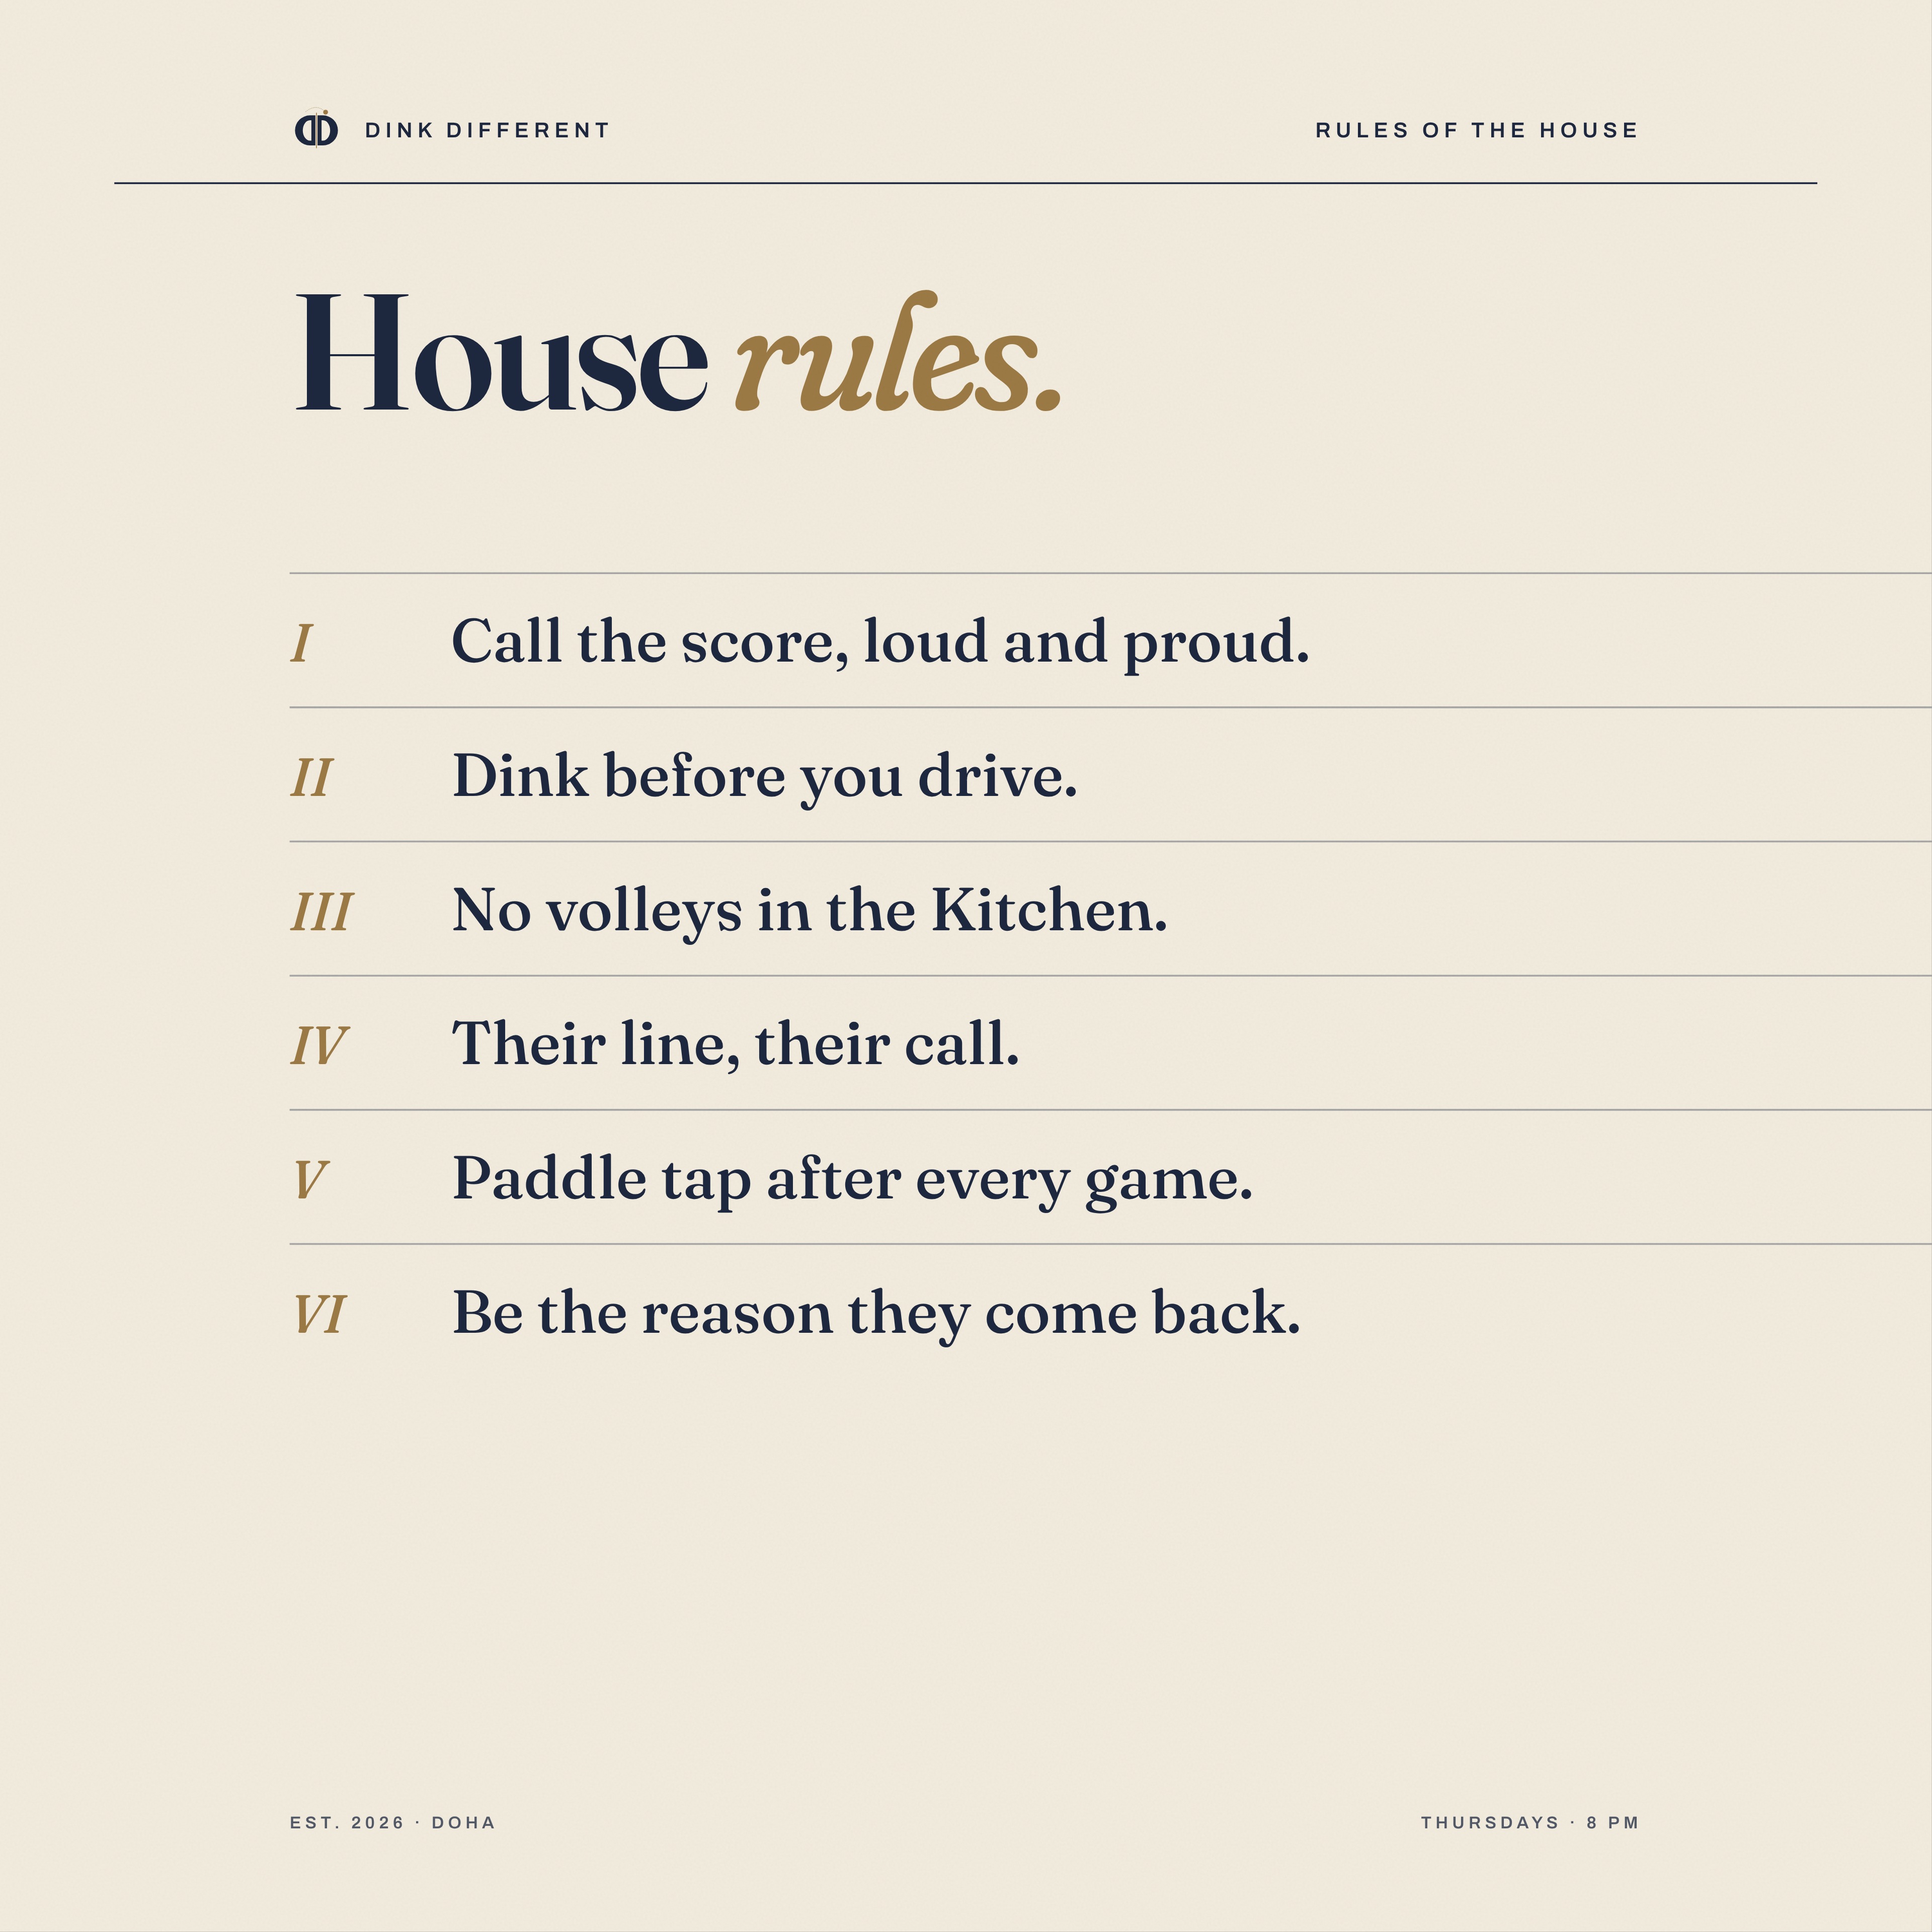 DINK DIFFERENT
RULES OF THE HOUSE
House rules.
I Call the score, loud and proud.
II Dink before you drive.
III No volleys in the Kitchen.
IV Their line, their call.
V Paddle tap after every game.
VI Be the reason they come back.
EST. 2026 · DOHA
THURSDAYS · 8 PM